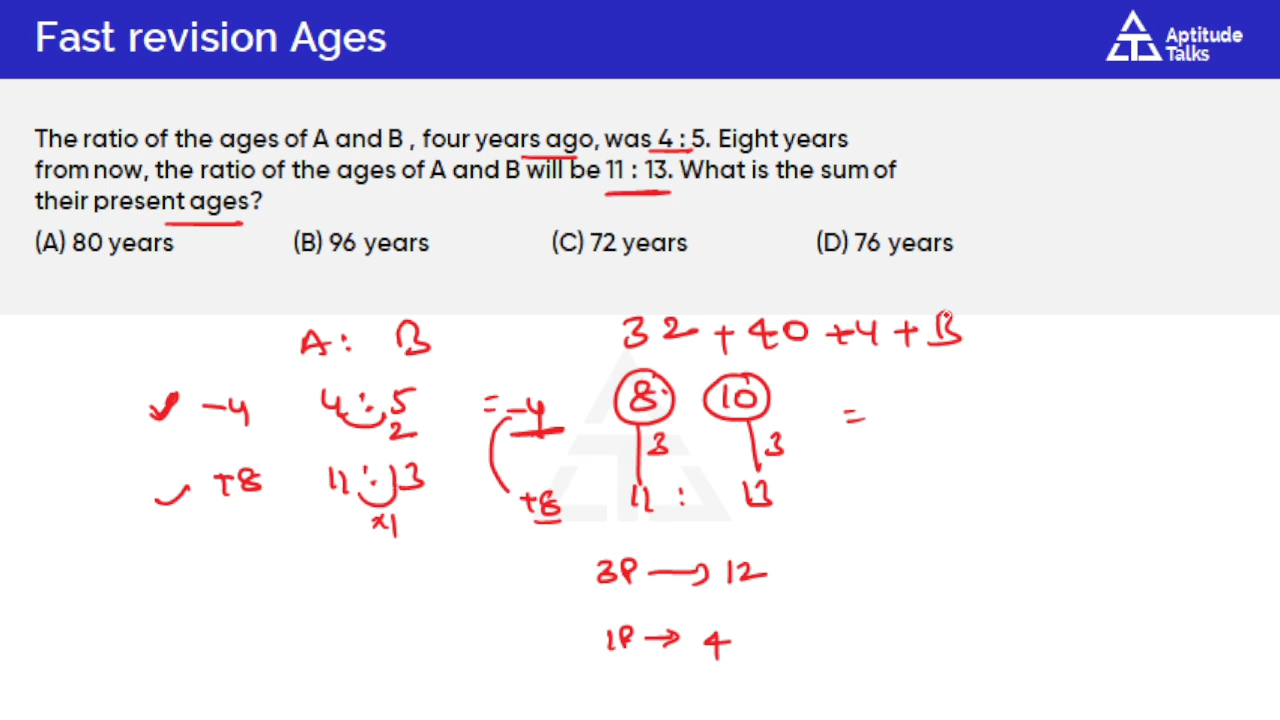 Fast revision Ages
Aptitude
Talks
The ratio of the ages of A and B , four years ago, was 4 : 5. Eight years
from now, the ratio of the ages of A and B will be 11 : 13. What is the sum of
their present ages?
(A) 80 years (B) 96 years (C) 72 years (D) 76 years
A : B 32 + 40 +4 + B
-4 4 : 5 = -4 8 10 =
2 3 3
+8 11 : 13 +8 11 : 13
x1
3P → 12
1P → 4